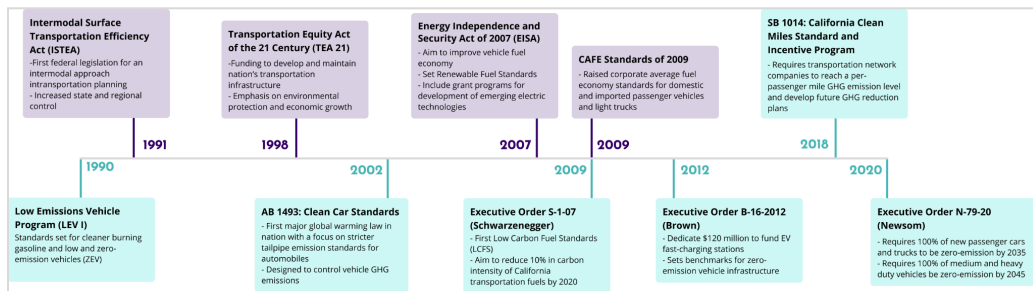 Intermodal Surface
Transportation Efficiency
Act (ISTEA)
-First federal legislation for an
intermodal approach
intransportation planning
- Increased state and regional
control
Transportation Equity Act
of the 21 Century (TEA 21)
-Funding to develop and maintain
nation's transportation
infrastructure
- Emphasis on environmental
protection and economic growth
Energy Independence and
Security Act of 2007 (EISA)
- Aim to improve vehicle fuel
economy
- Set Renewable Fuel Standards
- Include grant programs for
development of emerging electric
technologies
CAFE Standards of 2009
- Raised corporate average fuel
economy standards for domestic
and imported passenger vehicles
and light trucks
SB 1014: California Clean
Miles Standard and
Incentive Program
- Requires transportation network
companies to reach a per-
passenger mile GHG emission level
and develop future GHG reduction
plans
1991
1998
2007
2009
2018
1990
2002
2009
2012
2020
Low Emissions Vehicle
Program (LEV I)
Standards set for cleaner burning
gasoline and low and zero-
emission vehicles (ZEV)
AB 1493: Clean Car Standards
- First major global warming law in
nation with a focus on stricter
tailpipe emission standards for
automobiles
- Designed to control vehicle GHG
emissions
Executive Order S-1-07
(Schwarzenegger)
- First Low Carbon Fuel Standards
(LCFS)
- Aim to reduce 10% in carbon
intensity of California
transportation fuels by 2020
Executive Order B-16-2012
(Brown)
- Dedicate $120 million to fund EV
fast-charging stations
- Sets benchmarks for zero-
emission vehicle infrastructure
Executive Order N-79-20
(Newsom)
- Requires 100% of new passenger cars
and trucks to be zero-emission by 2035
- Requires 100% of medium and heavy
duty vehicles be zero-emission by 2045